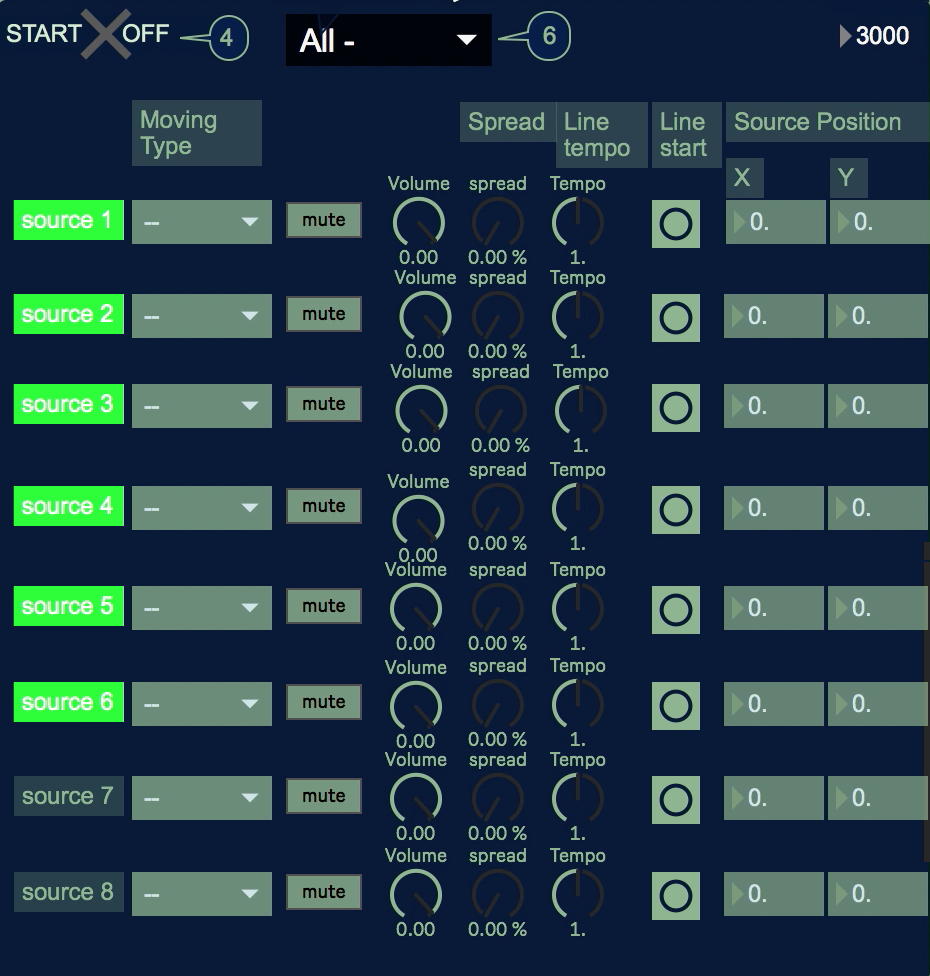 START OFF 4 All - 6 3000
Moving Type
Spread
Line tempo
Line start
Source Position
X Y
Volume spread Tempo
source 1 -- mute 0. 0.
0.00 0.00 % 1.
Volume spread Tempo
source 2 -- mute 0. 0.
0.00 0.00 % 1.
Volume spread Tempo
source 3 -- mute 0. 0.
0.00 0.00 % 1.
Volume spread Tempo
source 4 -- mute 0. 0.
0.00 0.00 % 1.
Volume spread Tempo
source 5 -- mute 0. 0.
0.00 0.00 % 1.
Volume spread Tempo
source 6 -- mute 0. 0.
0.00 0.00 % 1.
Volume spread Tempo
source 7 -- mute 0. 0.
0.00 0.00 % 1.
Volume spread Tempo
source 8 -- mute 0. 0.
0.00 0.00 % 1.